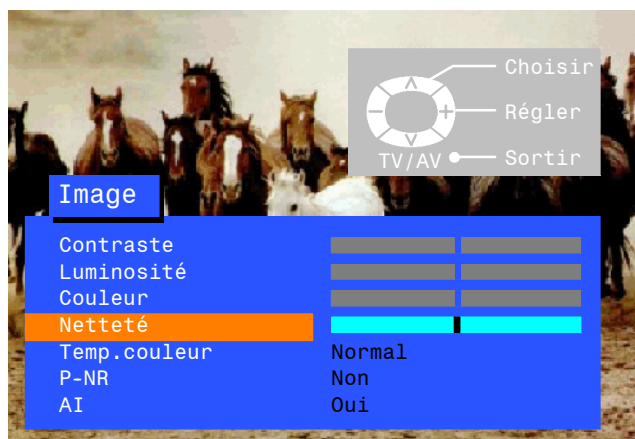 Choisir
Régler
TV/AV Sortir
Image
Contraste
Luminosité
Couleur
Netteté
Temp.couleur Normal
P-NR Non
AI Oui